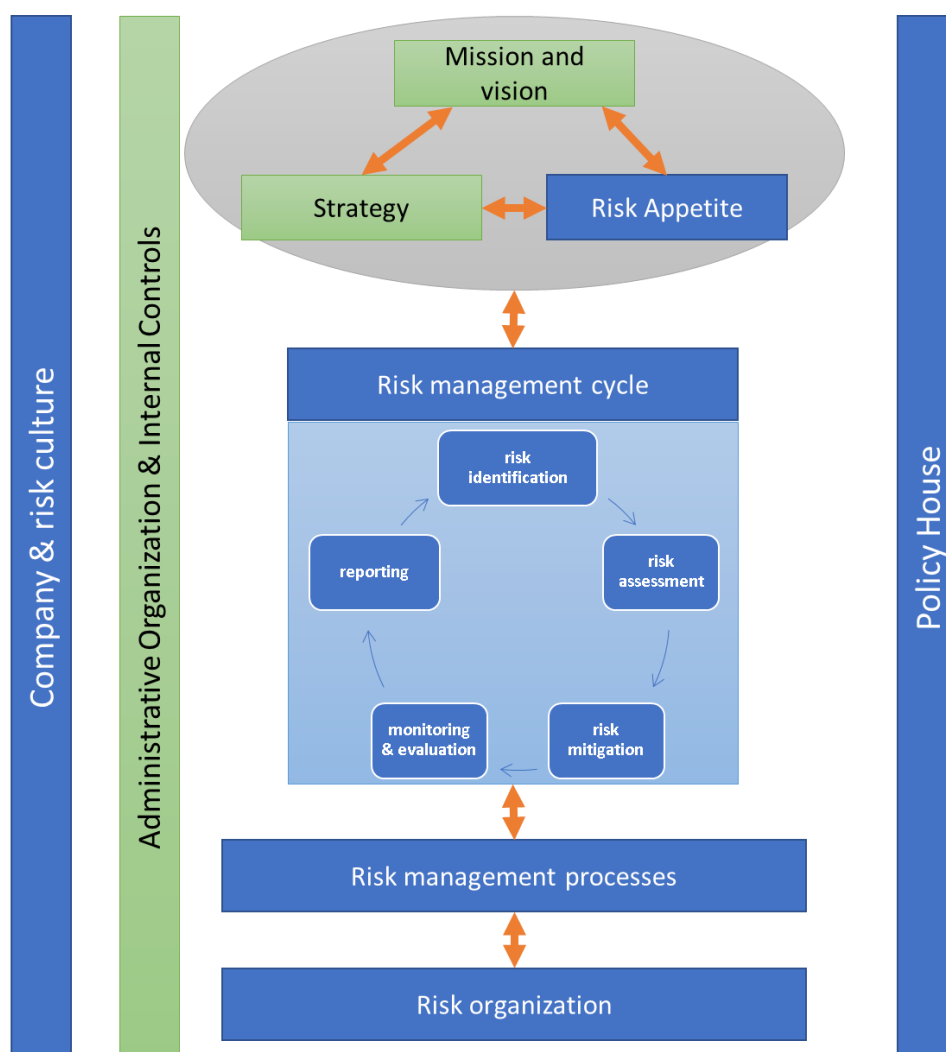 Company & risk culture
Administrative Organization & Internal Controls
Mission and
vision
Strategy
Risk Appetite
Risk management cycle
risk
identification
risk
assessment
risk
mitigation
monitoring
& evaluation
reporting
Risk management processes
Risk organization
Policy House